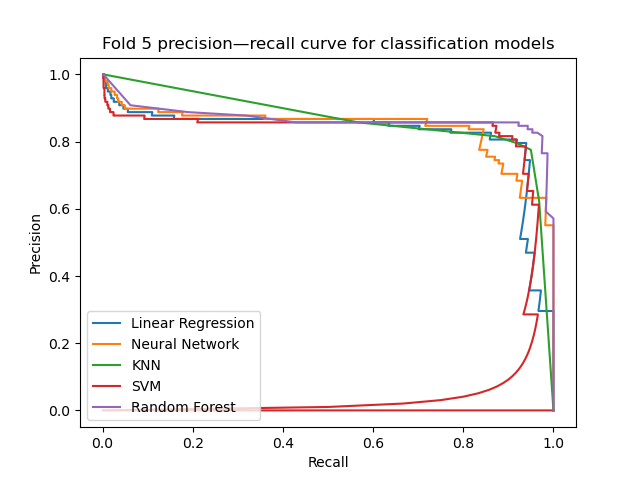 Fold 5 precision—recall curve for classification models
1.0
0.8
0.6
0.4
0.2
0.0
Precision
Linear Regression
Neural Network
KNN
SVM
Random Forest
0.0 0.2 0.4 0.6 0.8 1.0
Recall